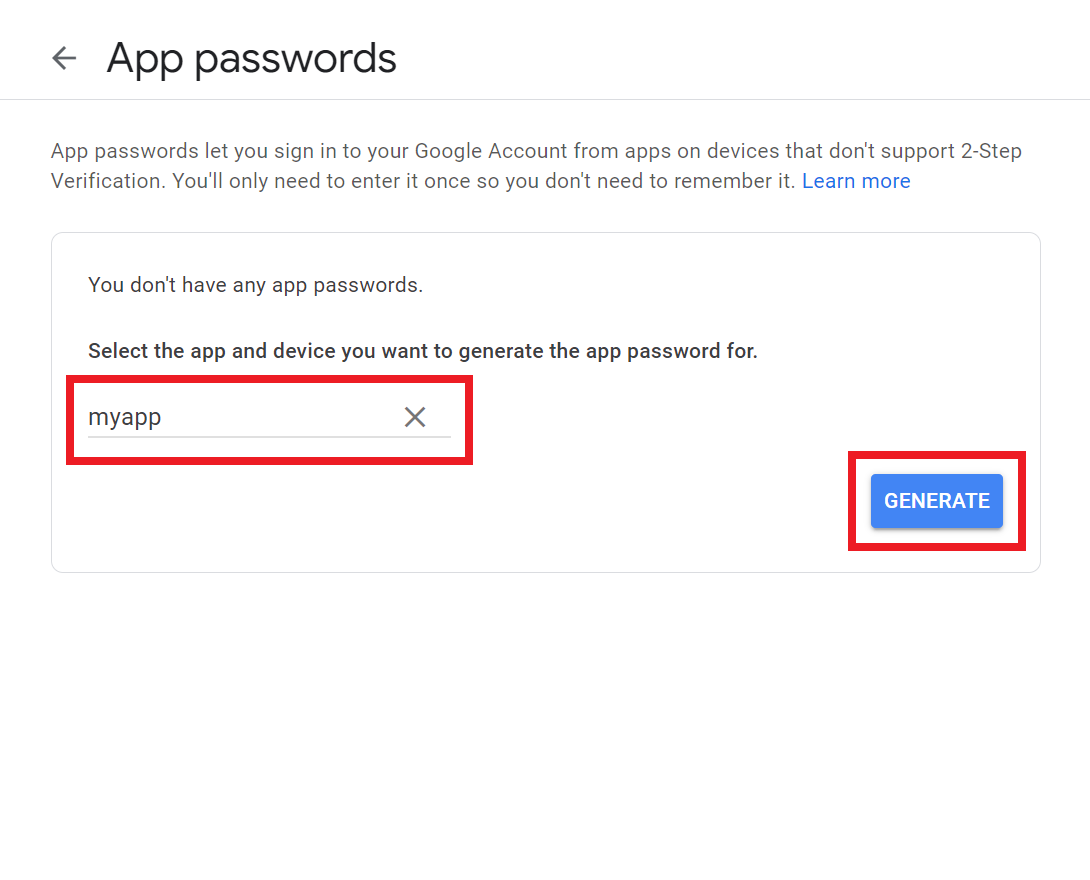 App passwords
App passwords let you sign in to your Google Account from apps on devices that don't support 2-Step
Verification. You'll only need to enter it once so you don't need to remember it. Learn more
You don't have any app passwords.
Select the app and device you want to generate the app password for.
myapp
GENERATE